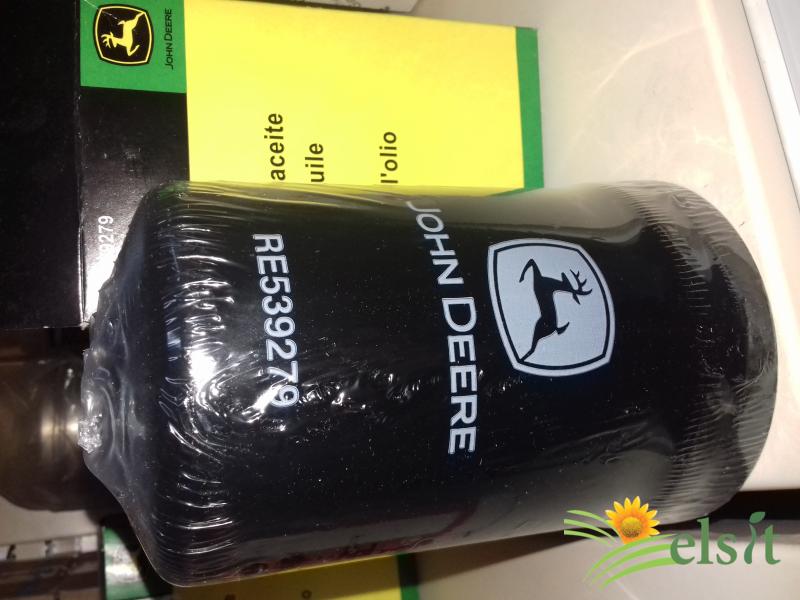 JOHN DEERE
aceite
uile
l'olio
9279
JOHN DEERE
RE539279
elsit